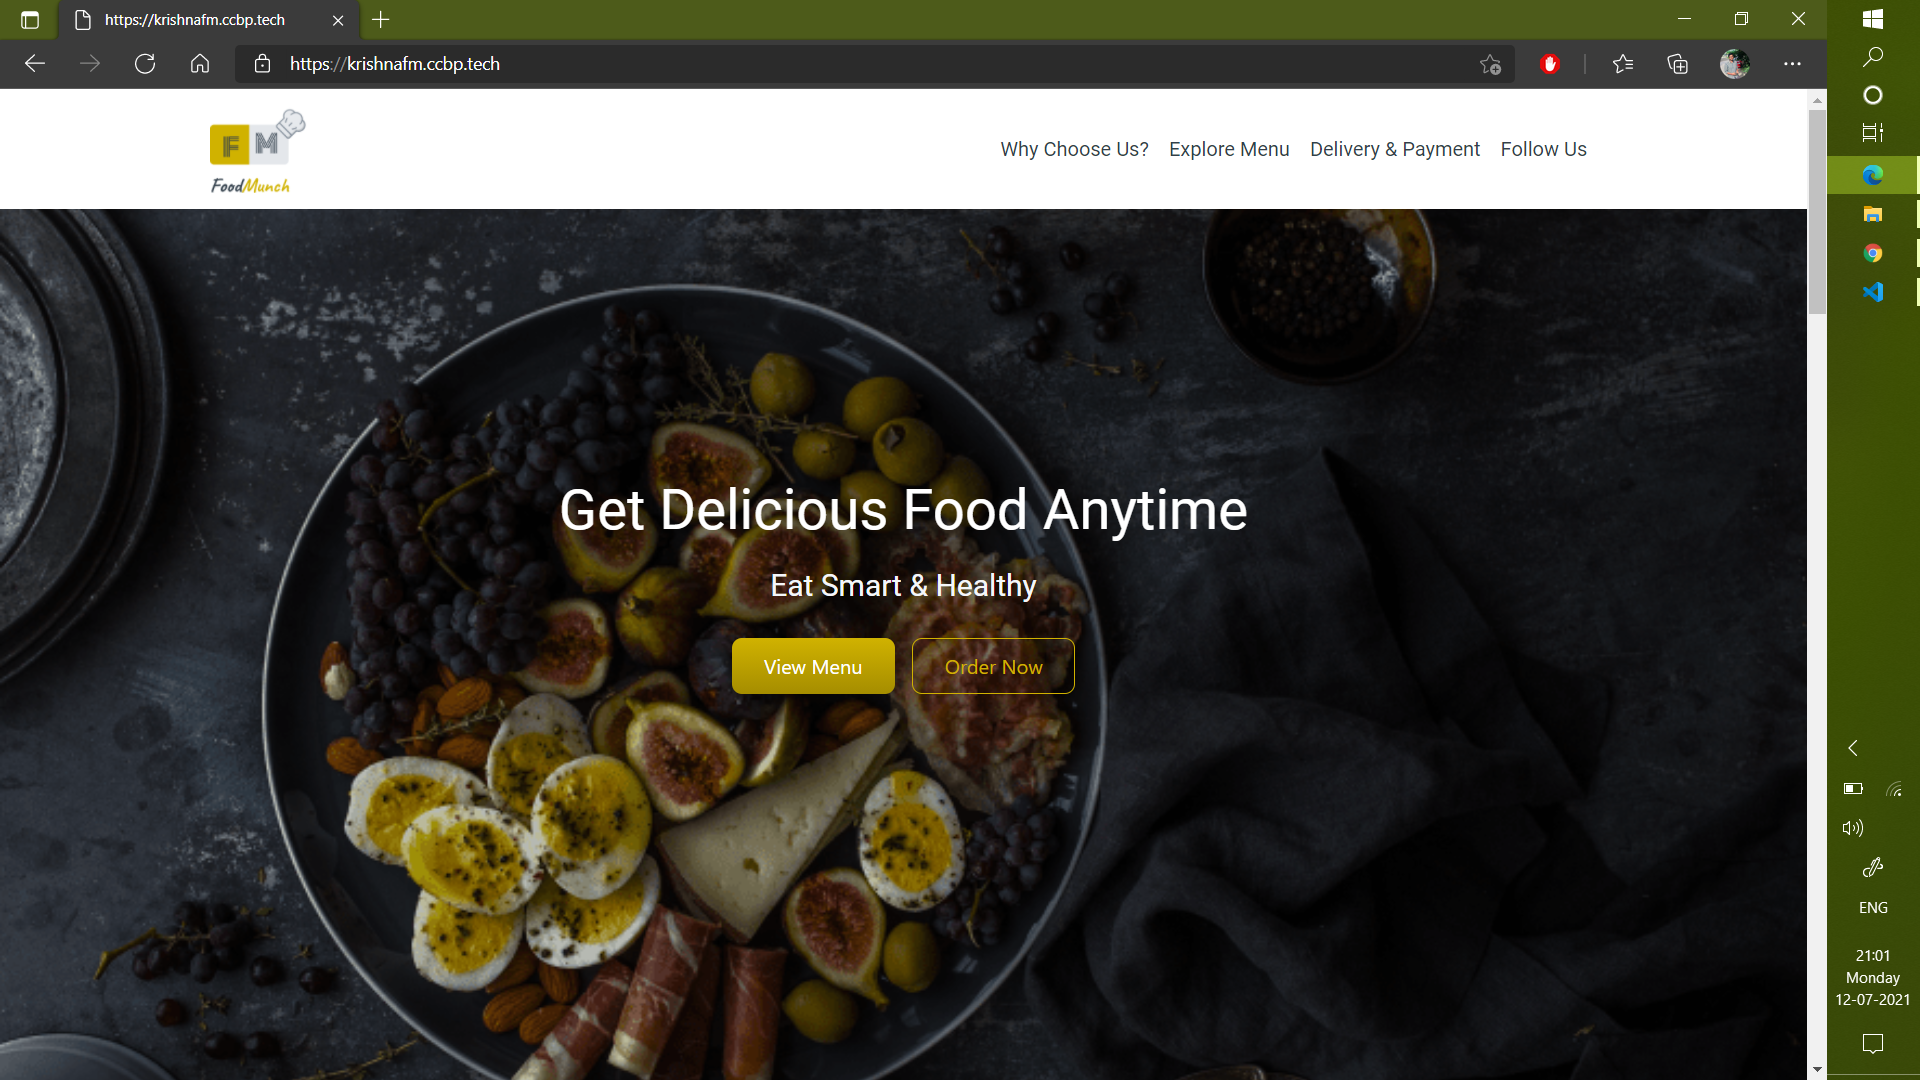 https://krishnafm.ccbp.tech
https://krishnafm.ccbp.tech
F M
FoodMunch
Why Choose Us? Explore Menu Delivery & Payment Follow Us
Get Delicious Food Anytime
Eat Smart & Healthy
View Menu Order Now
ENG
21:01
Monday
12-07-2021